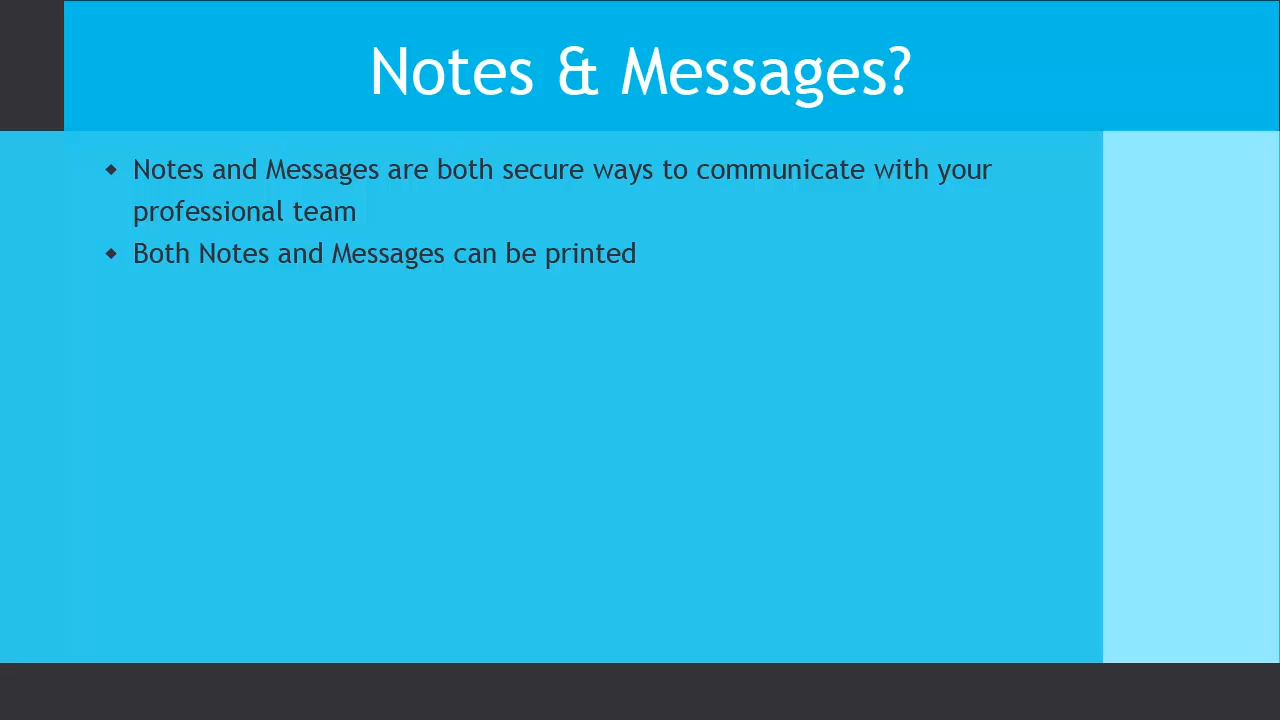 Notes & Messages?
◆ Notes and Messages are both secure ways to communicate with your
professional team
◆ Both Notes and Messages can be printed